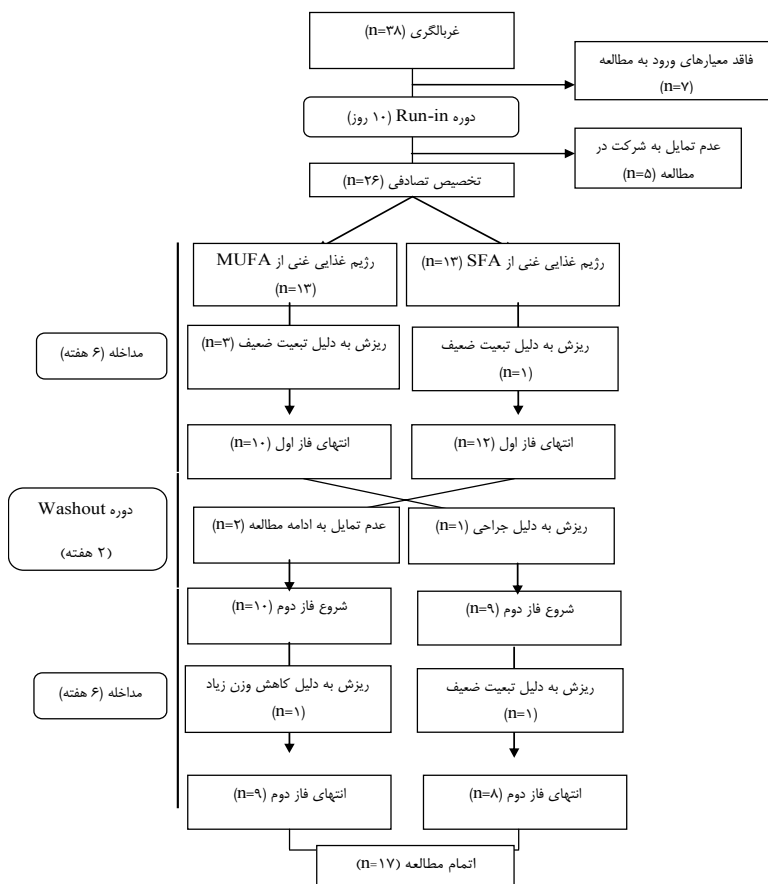 غربالگری (n=۳۸)
فاقد معیارهای ورود به مطالعه
(n=۷)
دوره Run-in (۱۰ روز)
عدم تمایل به شرکت در
مطالعه (n=۵)
تخصیص تصادفی (n=۲۶)
رژیم غذایی غنی از SFA (n=۱۳)
رژیم غذایی غنی از MUFA
(n=۱۳)
مداخله (۶ هفته)
ریزش به دلیل تبعیت ضعیف
(n=۱)
ریزش به دلیل تبعیت ضعیف (n=۳)
انتهای فاز اول (n=۱۲)
انتهای فاز اول (n=۱۰)
دوره Washout
(۲ هفته)
ریزش به دلیل جراحی (n=۱)
عدم تمایل به ادامه مطالعه (n=۲)
شروع فاز دوم (n=۹)
شروع فاز دوم (n=۱۰)
مداخله (۶ هفته)
ریزش به دلیل تبعیت ضعیف
(n=۱)
ریزش به دلیل کاهش وزن زیاد
(n=۱)
انتهای فاز دوم (n=۸)
انتهای فاز دوم (n=۹)
اتمام مطالعه (n=۱۷)